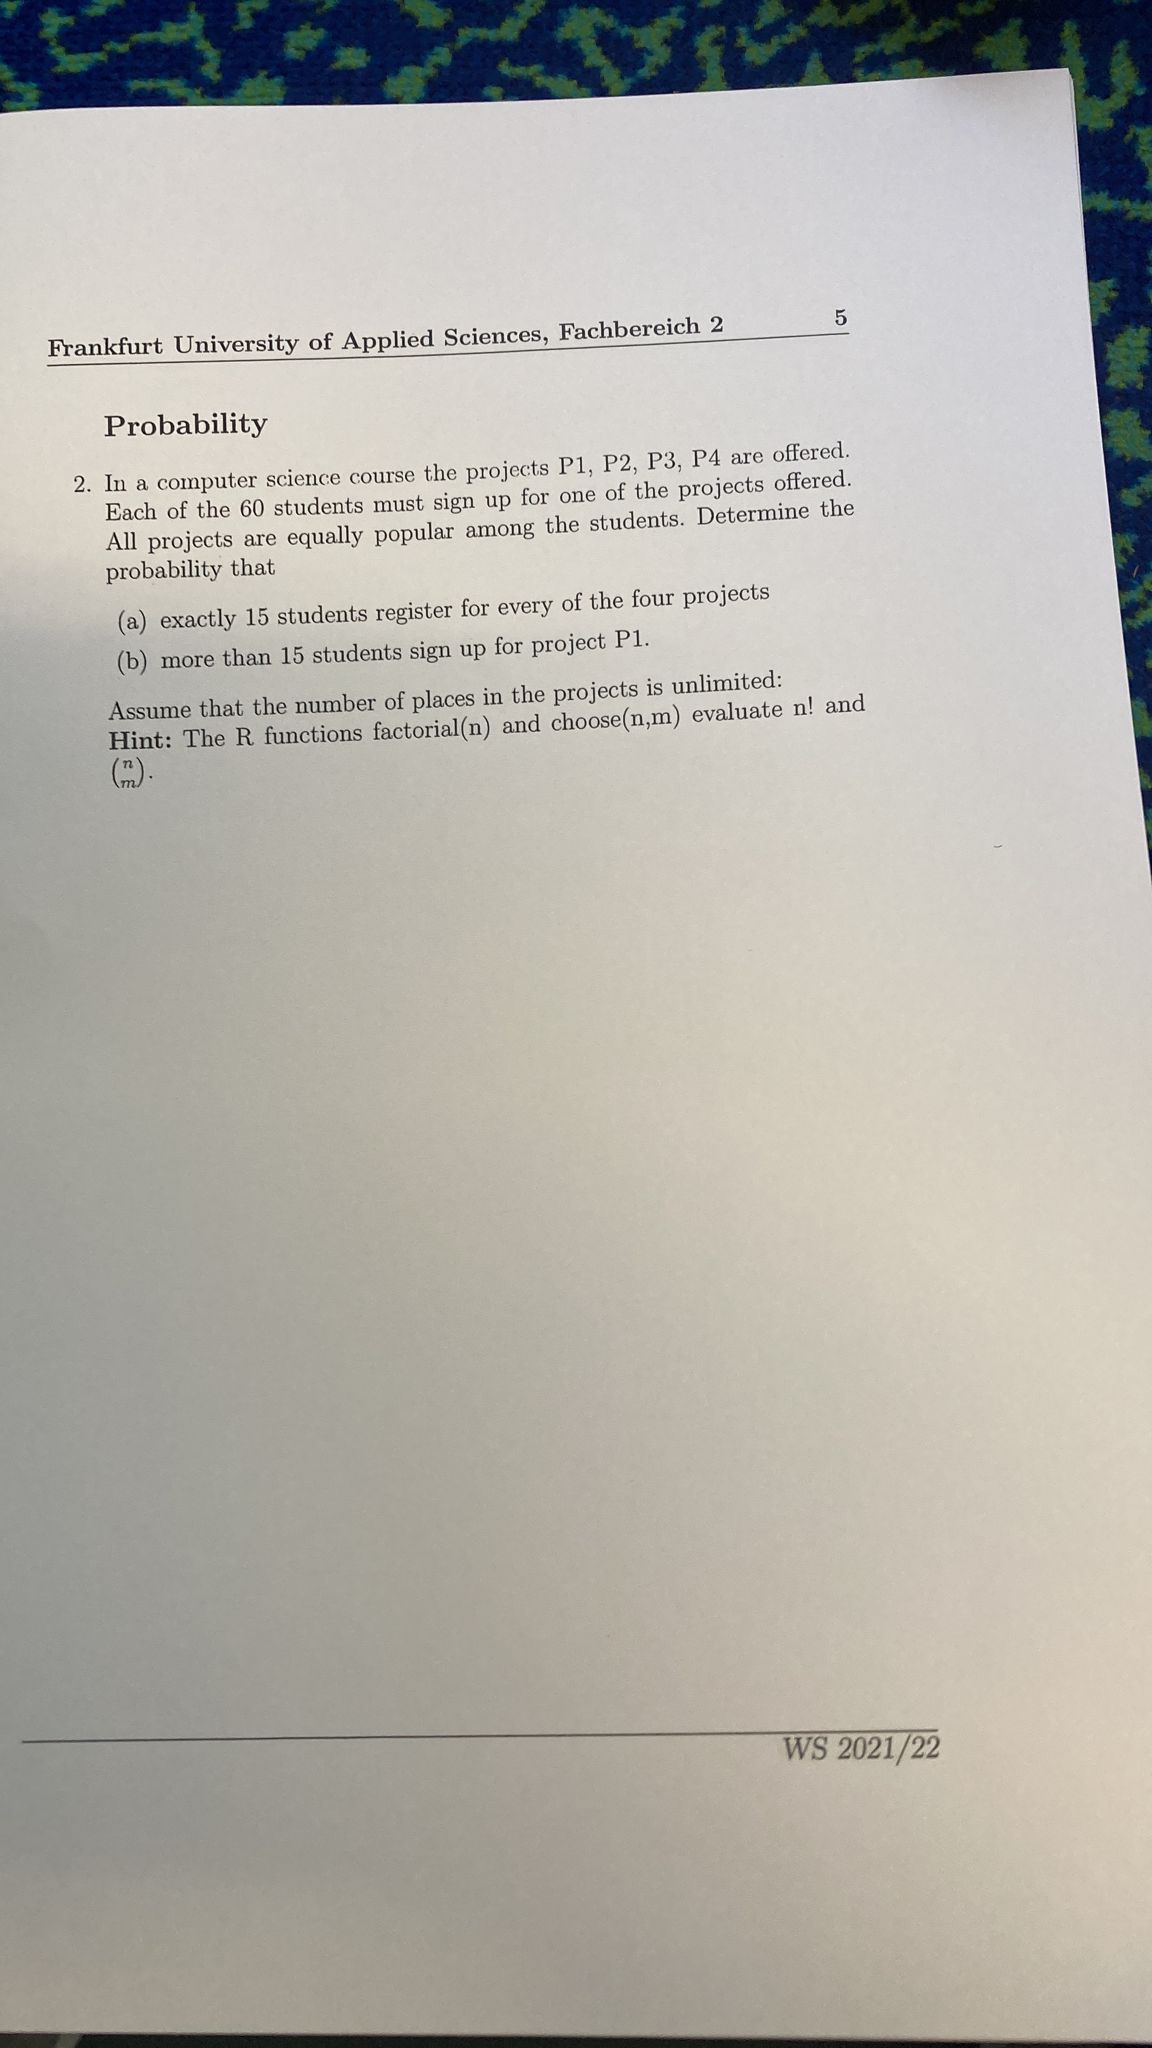 Frankfurt University of Applied Sciences, Fachbereich 2 5
Probability
2. In a computer science course the projects P1, P2, P3, P4 are offered.
Each of the 60 students must sign up for one of the projects offered.
All projects are equally popular among the students. Determine the
probability that
(a) exactly 15 students register for every of the four projects
(b) more than 15 students sign up for project P1.
Assume that the number of places in the projects is unlimited:
Hint: The R functions factorial(n) and choose(n,m) evaluate n! and
(n m).
WS 2021/22